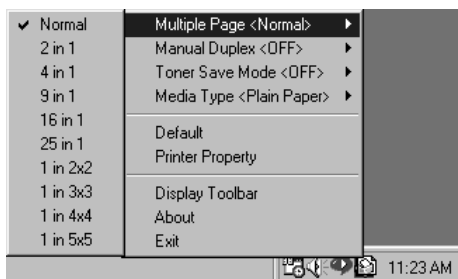 Normal
2 in 1
4 in 1
9 in 1
16 in 1
25 in 1
1 in 2x2
1 in 3x3
1 in 4x4
1 in 5x5
Multiple Page <Normal>
Manual Duplex <OFF>
Toner Save Mode <OFF>
Media Type <Plain Paper>
Default
Printer Property
Display Toolbar
About
Exit
11:23 AM